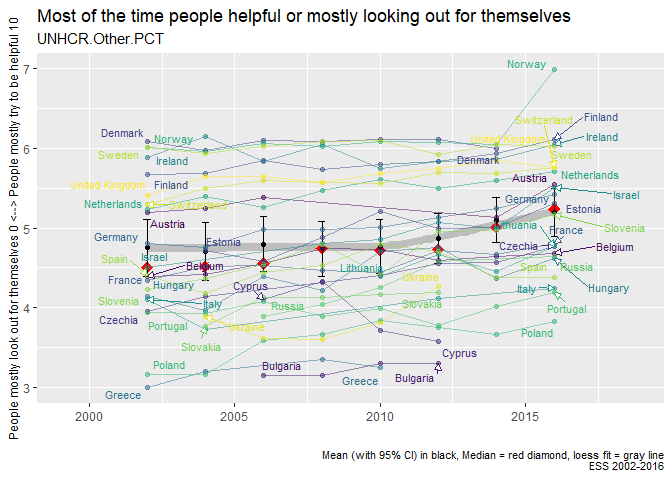 Most of the time people helpful or mostly looking out for themselves
UNHCR.Other.PCT
People mostly look out for themselves 0 <--> People mostly try to be helpful 10
7
6
5
4
3
Norway
Switzerland
Finland
Denmark
Norway
United Kingdom
Ireland
Sweden
Ireland
Denmark
Sweden
United Kingdom
Finland
Austria
Netherlands
Israel
Netherlands
Switzerland
Germany
Estonia
Austria
Lithuania
France
Slovenia
Germany
Estonia
Czechia
Belgium
Israel
Spain
Belgium
Lithuania
Spain
Russia
France
Hungary
Cyprus
Ukraine
Italy
Hungary
Slovenia
Italy
Russia
Slovakia
Portugal
Czechia
Portugal
Ukraine
Poland
Slovakia
Cyprus
Poland
Bulgaria
Greece
Bulgaria
Greece
2000
2005
2010
2015
Mean (with 95% CI) in black, Median = red diamond, loess fit = gray line
ESS 2002-2016